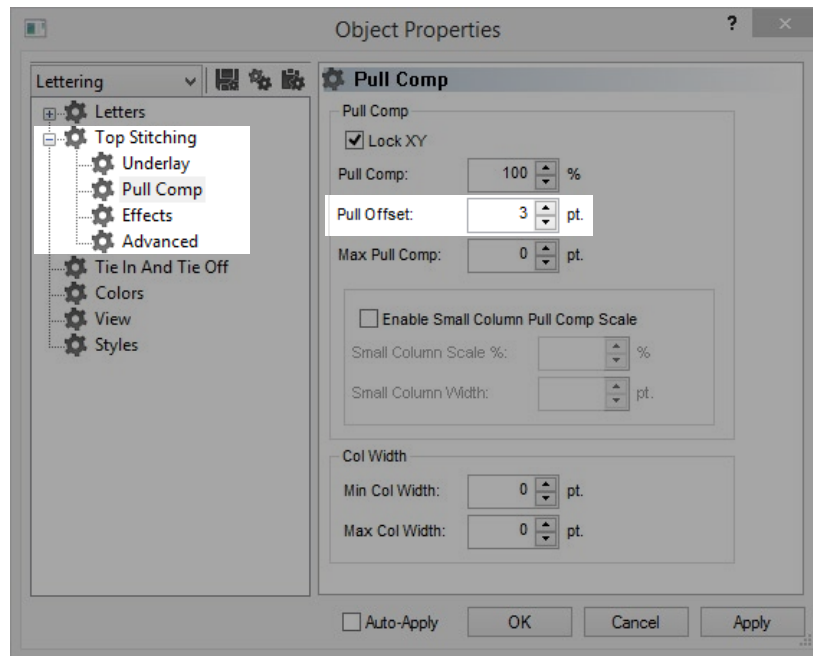 Object Properties
?
Lettering
Letters
Top Stitching
Underlay
Pull Comp
Effects
Advanced
Tie In And Tie Off
Colors
View
Styles
Pull Comp
Pull Comp
Lock XY
Pull Comp: 100 %
Pull Offset: 3 pt.
Max Pull Comp: 0 pt.
Enable Small Column Pull Comp Scale
Small Column Scale %: %
Small Column Width: pt.
Col Width
Min Col Width: 0 pt.
Max Col Width: 0 pt.
Auto-Apply OK Cancel Apply